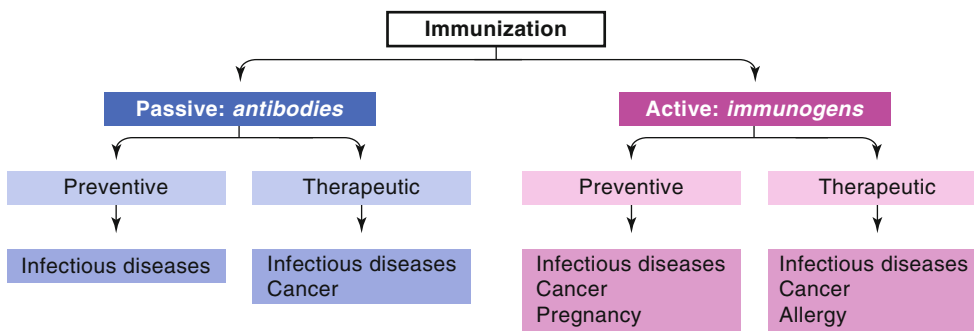 Immunization
Passive: antibodies
Active: immunogens
Preventive
Therapeutic
Preventive
Therapeutic
Infectious diseases
Infectious diseases
Cancer
Infectious diseases
Cancer
Pregnancy
Infectious diseases
Cancer
Allergy